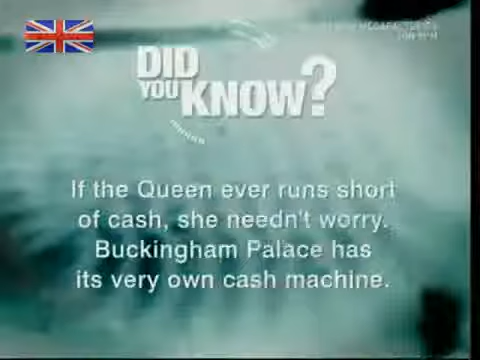 DID
YOU KNOW?
If the Queen ever runs short
of cash, she needn't worry.
Buckingham Palace has
its very own cash machine.